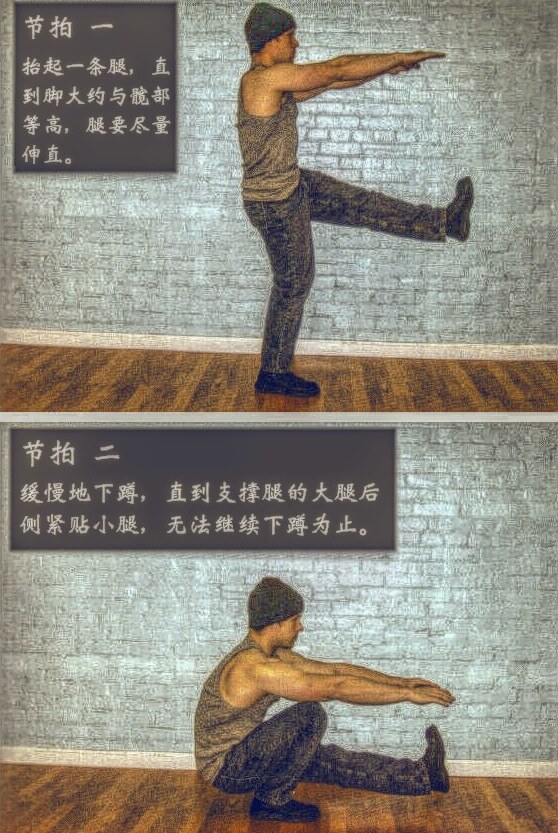 节拍 一
抬起一条腿，直
到脚大约与髋部
等高，腿要尽量
伸直。
节拍 二
缓慢地下蹲，直到支撑腿的大腿后
侧紧贴小腿，无法继续下蹲为止。